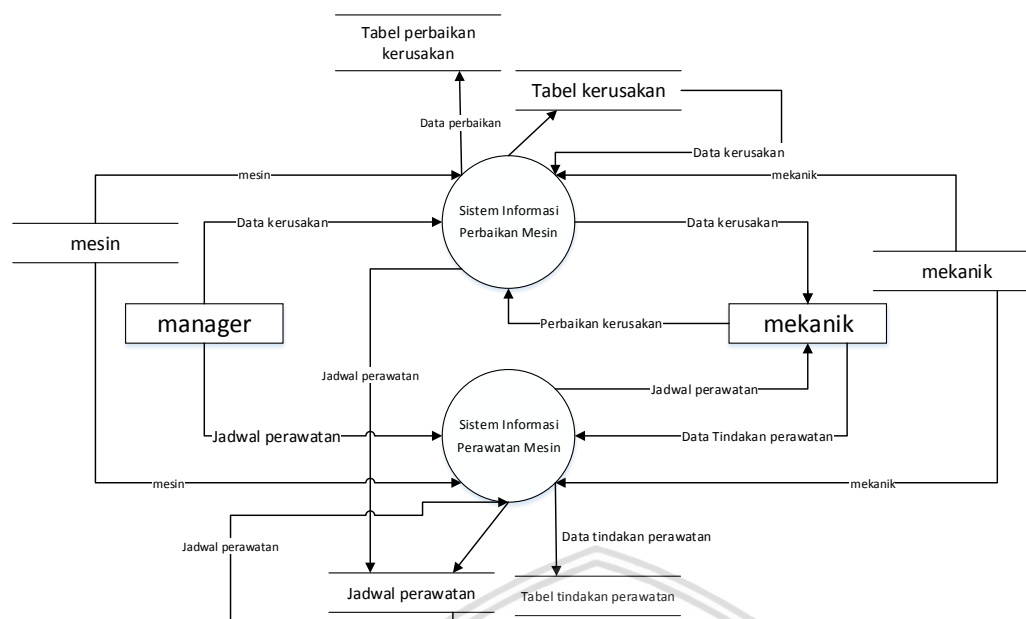 Tabel perbaikan
kerusakan
Tabel kerusakan
Data perbaikan
Data kerusakan
mesin
mekanik
Sistem Informasi
Perbaikan Mesin
Data kerusakan
Data kerusakan
mesin
mekanik
manager
Perbaikan kerusakan
mekanik
Jadwal perawatan
Jadwal perawatan
Sistem Informasi
Perawatan Mesin
Jadwal perawatan
Data Tindakan perawatan
mesin
mekanik
Jadwal perawatan
Data tindakan perawatan
Jadwal perawatan
Tabel tindakan perawatan